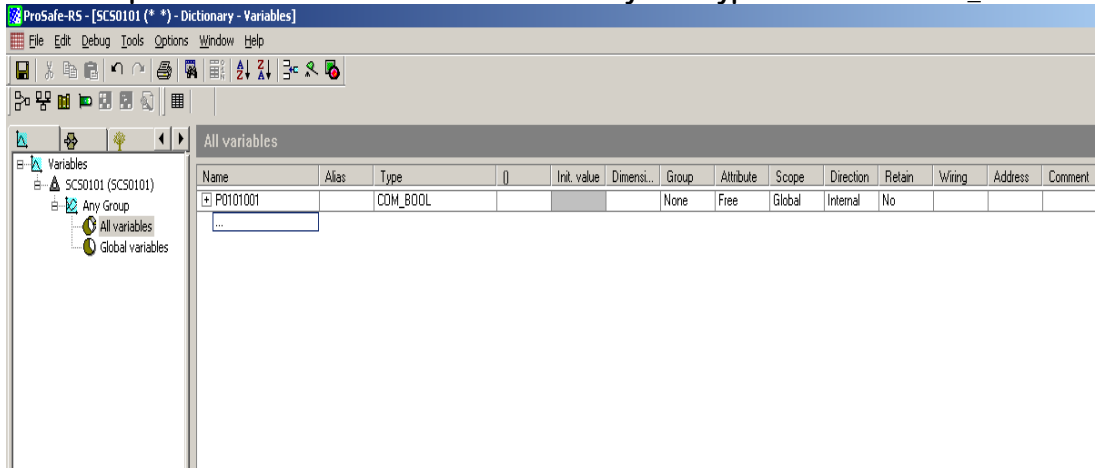 ProSafe-RS - [SCS0101 (* *) - Dictionary - Variables]
File Edit Debug Tools Options Window Help
All variables
Variables
SCS0101 (SCS0101)
Any Group
All variables
Global variables
Name Alias Type () Init. value Dimensi... Group Attribute Scope Direction Retain Wiring Address Comment
P0101001 COM_BOOL None Free Global Internal No
...